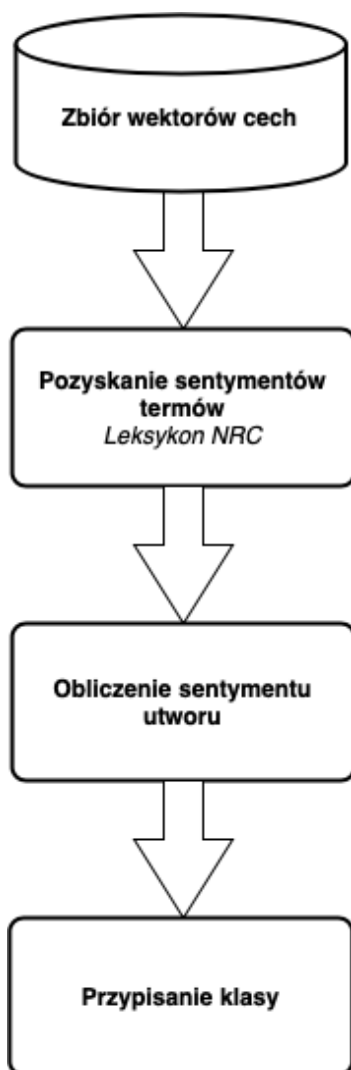 Zbiór wektorów cech
Pozyskanie sentymentów
termów
Leksykon NRC
Obliczenie sentymentu
utworu
Przypisanie klasy